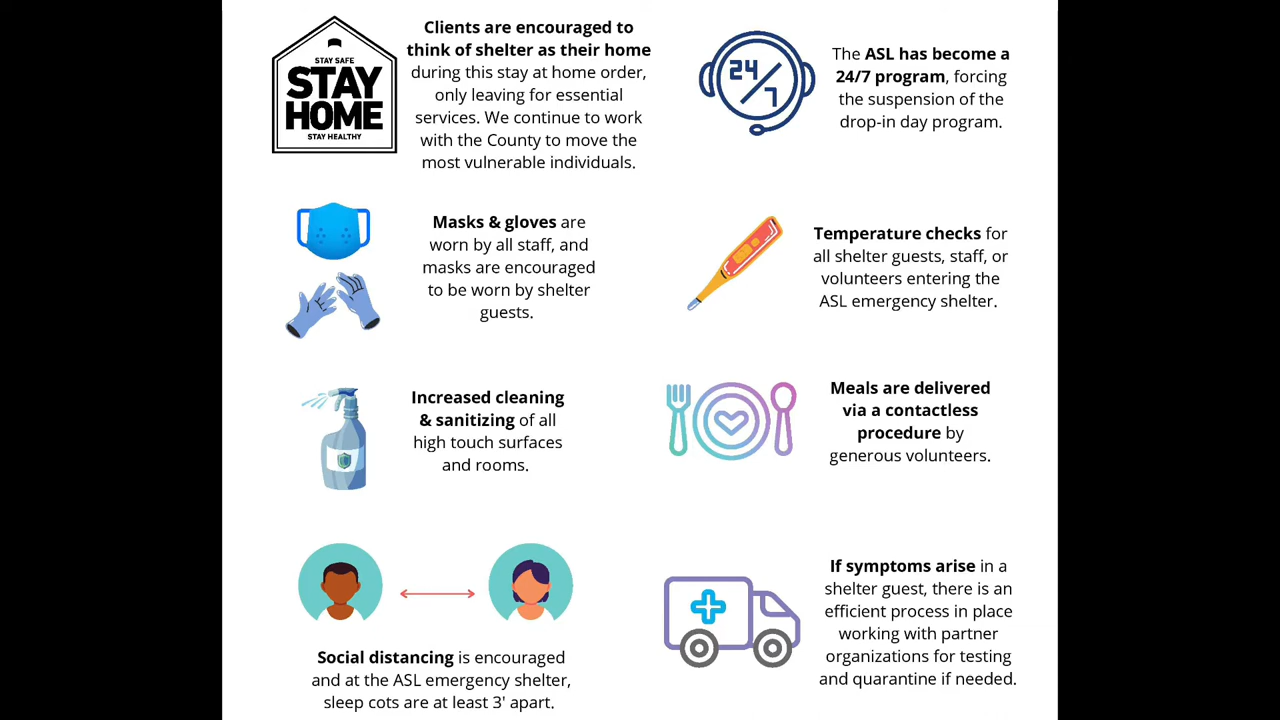 STAY SAFE
STAY
HOME
STAY HEALTHY
Clients are encouraged to
think of shelter as their home
during this stay at home order,
only leaving for essential
services. We continue to work
with the County to move the
most vulnerable individuals.
24/7
The ASL has become a
24/7 program, forcing
the suspension of the
drop-in day program.
Masks & gloves are
worn by all staff, and
masks are encouraged
to be worn by shelter
guests.
Temperature checks for
all shelter guests, staff, or
volunteers entering the
ASL emergency shelter.
Increased cleaning
& sanitizing of all
high touch surfaces
and rooms.
Meals are delivered
via a contactless
procedure by
generous volunteers.
Social distancing is encouraged
and at the ASL emergency shelter,
sleep cots are at least 3' apart.
If symptoms arise in a
shelter guest, there is an
efficient process in place
working with partner
organizations for testing
and quarantine if needed.